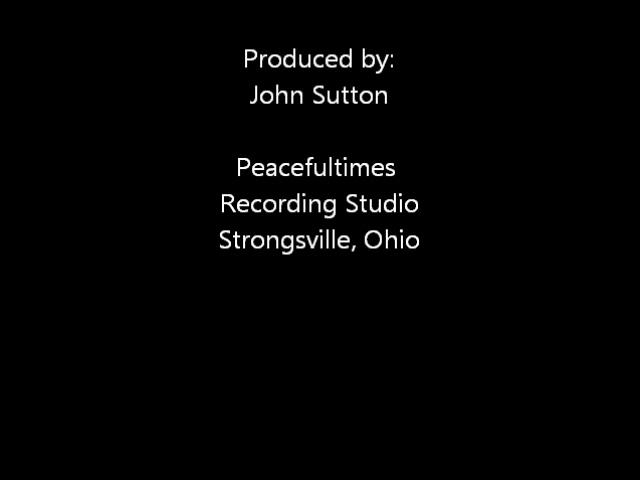 Produced by:
John Sutton
Peacefultimes
Recording Studio
Strongsville, Ohio